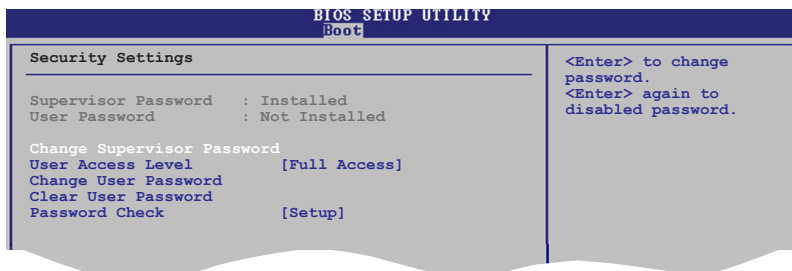 BIOS SETUP UTILITY
Boot
Security Settings
Supervisor Password : Installed
User Password : Not Installed
Change Supervisor Password
User Access Level [Full Access]
Change User Password
Clear User Password
Password Check [Setup]
<Enter> to change
password.
<Enter> again to
disabled password.